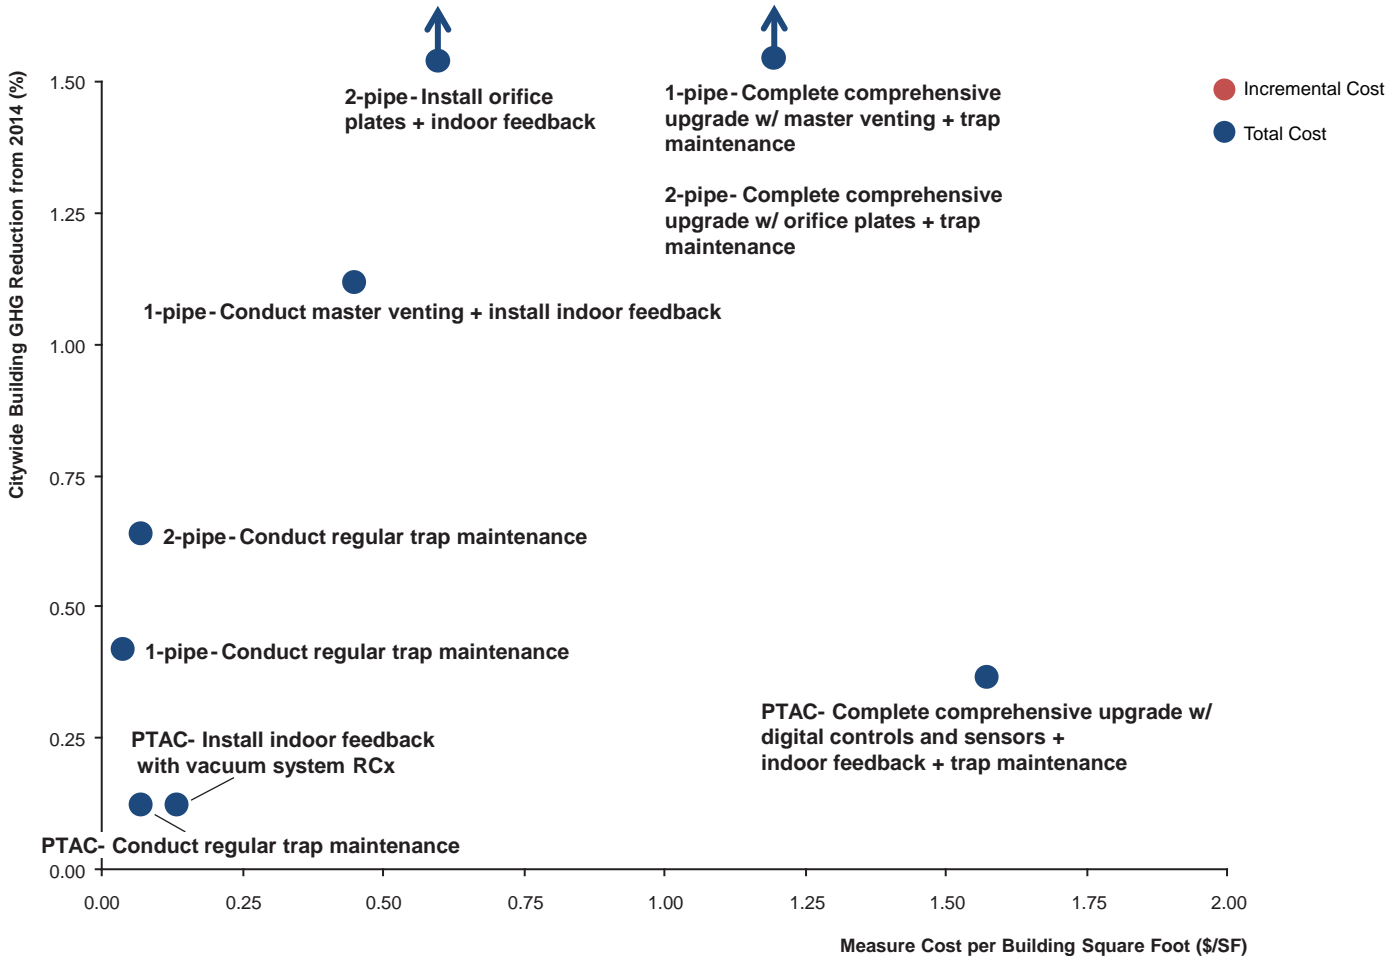 Citywide Building GHG Reduction from 2014 (%)
1.50
1.25
1.00
0.75
0.50
0.25
0.00
2-pipe- Install orifice
plates + indoor feedback
1-pipe- Complete comprehensive
upgrade w/ master venting + trap
maintenance
2-pipe- Complete comprehensive
upgrade w/ orifice plates + trap
maintenance
Incremental Cost
Total Cost
1-pipe- Conduct master venting + install indoor feedback
2-pipe- Conduct regular trap maintenance
1-pipe- Conduct regular trap maintenance
PTAC- Install indoor feedback
with vacuum system RCx
PTAC- Conduct regular trap maintenance
PTAC- Complete comprehensive upgrade w/
digital controls and sensors +
indoor feedback + trap maintenance
0.00 0.25 0.50 0.75 1.00 1.25 1.50 1.75 2.00
Measure Cost per Building Square Foot ($/SF)